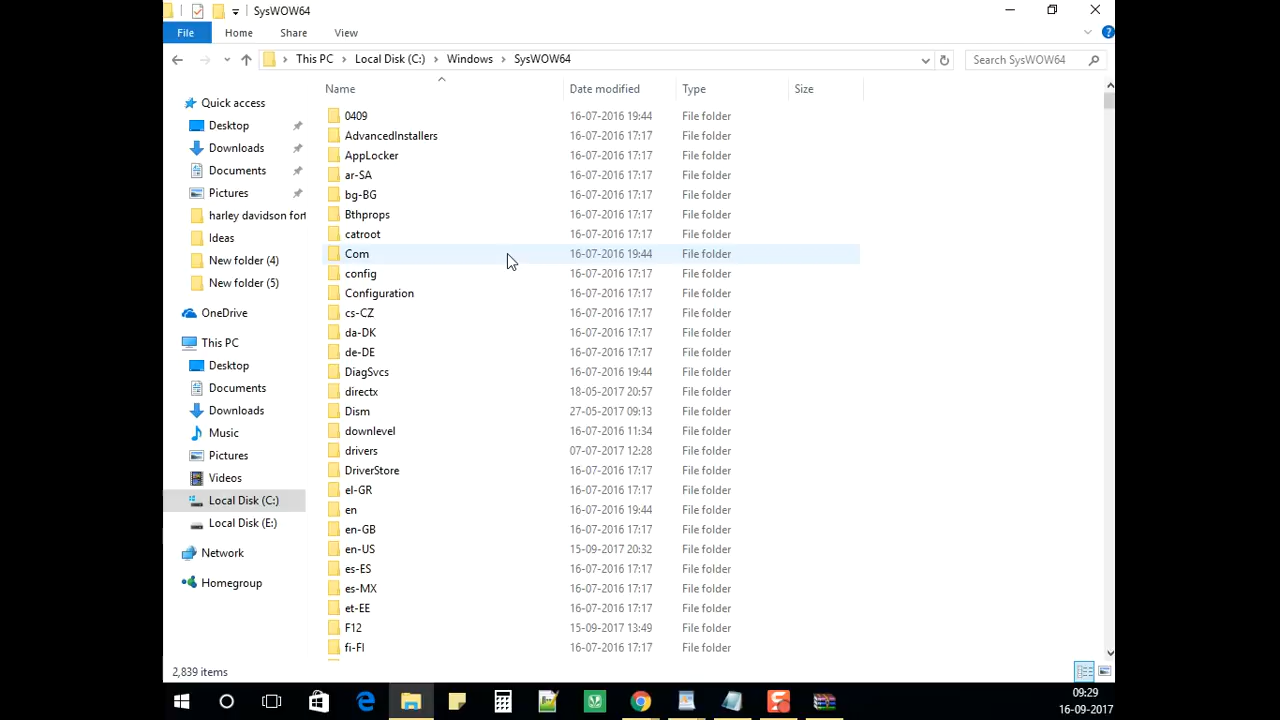 SysWOW64
File Home Share View
This PC Local Disk (C:) Windows SysWOW64 Search SysWOW64
Name Date modified Type Size
Quick access
Desktop
Downloads
Documents
Pictures
harley davidson fort
Ideas
New folder (4)
New folder (5)
OneDrive
This PC
Desktop
Documents
Downloads
Music
Pictures
Videos
Local Disk (C:)
Local Disk (E:)
Network
Homegroup
0409 16-07-2016 19:44 File folder
AdvancedInstallers 16-07-2016 17:17 File folder
AppLocker 16-07-2016 17:17 File folder
ar-SA 16-07-2016 17:17 File folder
bg-BG 16-07-2016 17:17 File folder
Bthprops 16-07-2016 17:17 File folder
catroot 16-07-2016 17:17 File folder
Com 16-07-2016 19:44 File folder
config 16-07-2016 17:17 File folder
Configuration 16-07-2016 17:17 File folder
cs-CZ 16-07-2016 17:17 File folder
da-DK 16-07-2016 17:17 File folder
de-DE 16-07-2016 17:17 File folder
DiagSvcs 16-07-2016 19:44 File folder
directx 18-05-2017 20:57 File folder
Dism 27-05-2017 09:13 File folder
downlevel 16-07-2016 11:34 File folder
drivers 07-07-2017 12:28 File folder
DriverStore 16-07-2016 17:17 File folder
el-GR 16-07-2016 17:17 File folder
en 16-07-2016 19:44 File folder
en-GB 16-07-2016 17:17 File folder
en-US 15-09-2017 20:32 File folder
es-ES 16-07-2016 17:17 File folder
es-MX 16-07-2016 17:17 File folder
et-EE 16-07-2016 17:17 File folder
F12 15-09-2017 13:49 File folder
fi-FI 16-07-2016 17:17 File folder
2,839 items
09:29
16-09-2017